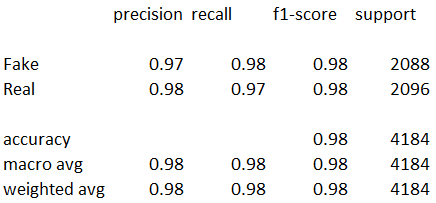 precision recall f1-score support
Fake 0.97 0.98 0.98 2088
Real 0.98 0.97 0.98 2096
accuracy 0.98 4184
macro avg 0.98 0.98 0.98 4184
weighted avg 0.98 0.98 0.98 4184